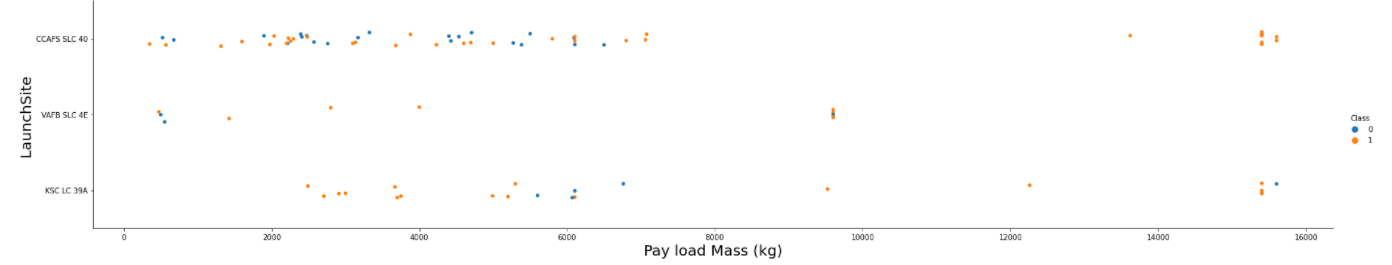 CCAFS SLC 40
VAFB SLC 4E
KSC LC 39A
LaunchSite
0 2000 4000 6000 8000 10000 12000 14000 16000
Pay load Mass (kg)
Class
0
1